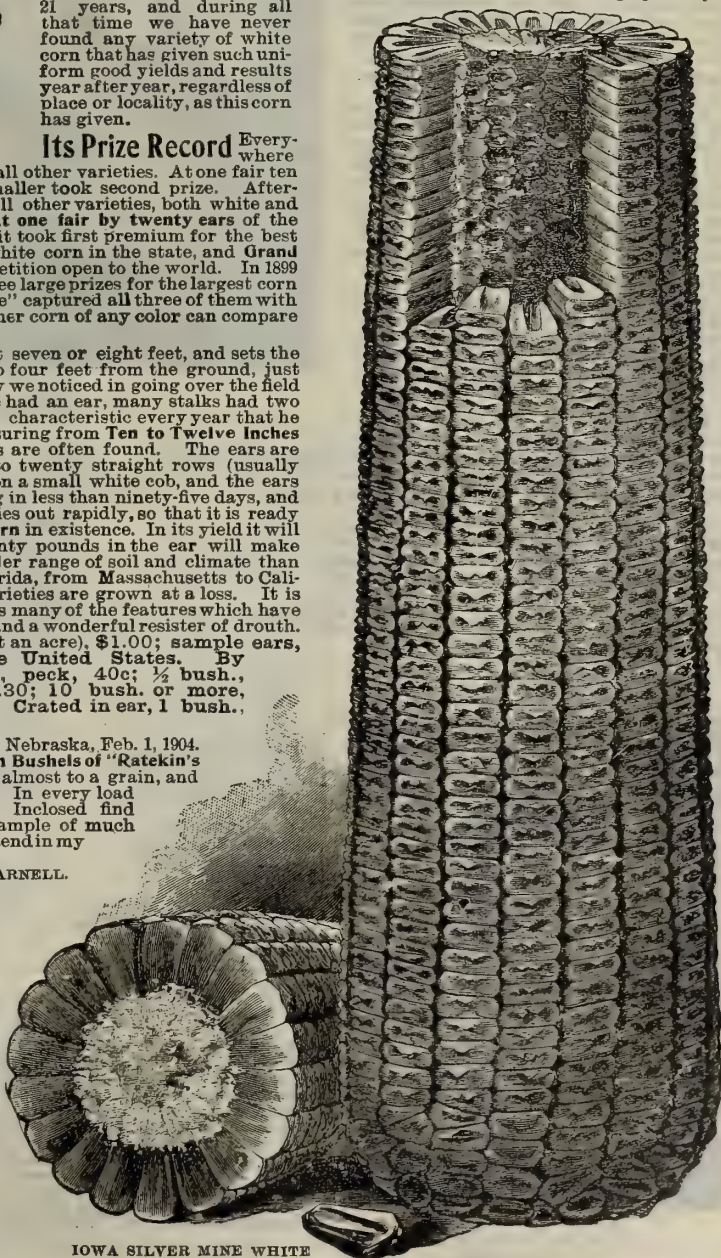 21 years, and during all
that time we have never
found any variety of white
corn that has given such uni-
form good yields and results
year after year, regardless of
place or locality, as this corn
has given.
Its Prize Record Every-
where
all other varieties. At one fair ten
maller took second prize. After-
ll other varieties, both white and
t one fair by twenty ears of the
it took first premium for the best
hite corn in the state, and Grand
etition open to the world. In 1899
ee large prizes for the largest corn
e" captured all three of them with
her corn of any color can compare
t seven or eight feet, and sets the
o four feet from the ground, just
y we noticed in going over the field
e had an ear, many stalks had two
characteristic every year that he
suring from Ten to Twelve Inches
s are often found. The ears are
to twenty straight rows (usually
on a small white cob, and the ears
g in less than ninety-five days, and
ies out rapidly, so that it is ready
rn in existence. In its yield it will
nty pounds in the ear will make
ler range of soil and climate than
rida, from Massachusetts to Cali-
rieties are grown at a loss. It is
s many of the features which have
and a wonderful resister of drouth.
t an acre), $1.00; sample ears,
e United States. By
, peck, 40c; ½ bush.,
.30; 10 bush. or more,
Crated in ear, 1 bush.,
Nebraska, Feb. 1, 1904.
n Bushels of "Ratekin's
almost to a grain, and
In every load
Inclosed find
ample of much
tend in my
ARNELL.
IOWA SILVER MINE WHITE